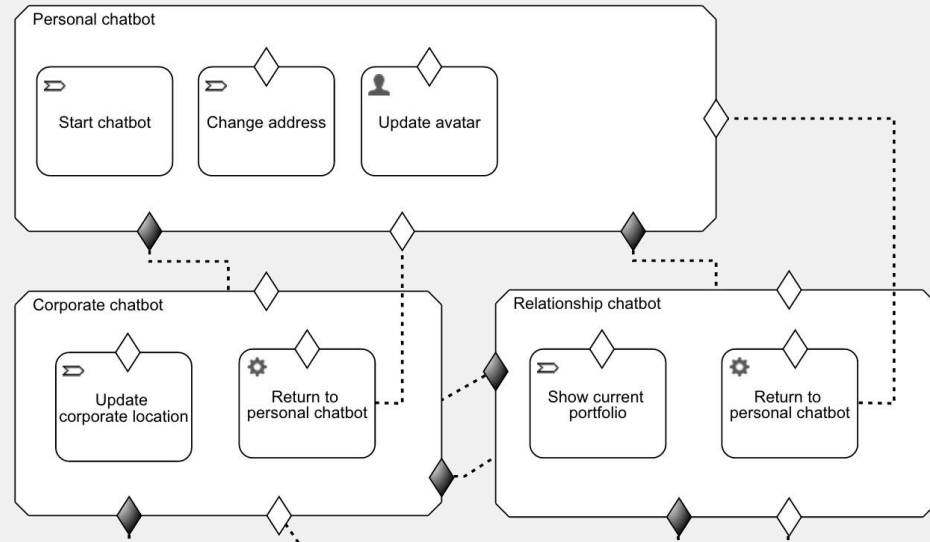 Personal chatbot
Start chatbot
Change address
Update avatar
Corporate chatbot
Update
corporate location
Return to
personal chatbot
Relationship chatbot
Show current
portfolio
Return to
personal chatbot